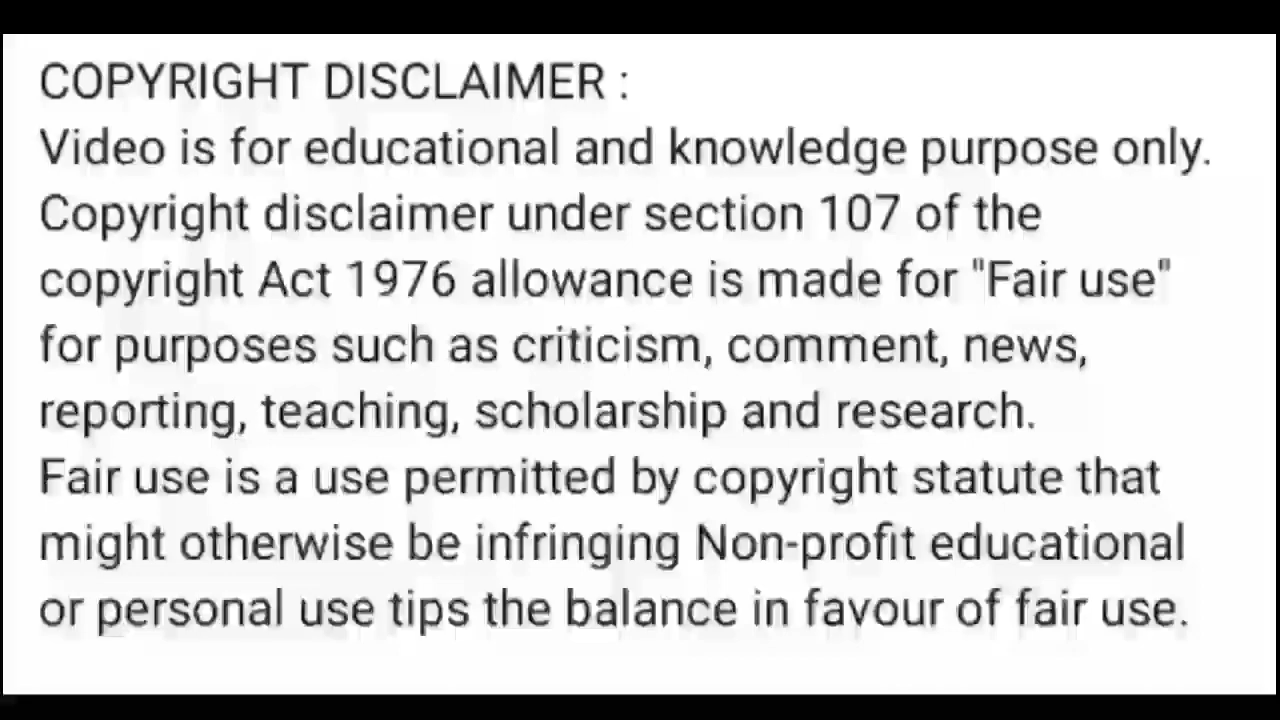 COPYRIGHT DISCLAIMER :
Video is for educational and knowledge purpose only.
Copyright disclaimer under section 107 of the
copyright Act 1976 allowance is made for "Fair use"
for purposes such as criticism, comment, news,
reporting, teaching, scholarship and research.
Fair use is a use permitted by copyright statute that
might otherwise be infringing Non-profit educational
or personal use tips the balance in favour of fair use.